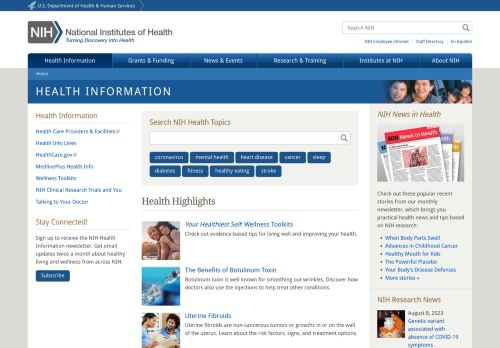 U.S. Department of Health & Human Services
NIH National Institutes of Health
Turning Discovery Into Health
Search NIH
NIH Employee Intranet Staff Directory En Español
Health Information Grants & Funding News & Events Research & Training Institutes at NIH About NIH
Home
HEALTH INFORMATION
Health Information
Health Care Providers & Facilities
Health Info Lines
HealthCare.gov
MedlinePlus Health Info
Wellness Toolkits
NIH Clinical Research Trials and You
Talking to Your Doctor
Stay Connected!
Sign up to receive the NIH Health
Information newsletter. Get email
updates twice a month about healthy
living and wellness from across NIH.
Subscribe
Search NIH Health Topics
coronavirus mental health heart disease cancer sleep
diabetes fitness healthy eating stroke
Health Highlights
Your Healthiest Self: Wellness Toolkits
Check out evidence-based tips for living well and improving your health.
The Benefits of Botulinum Toxin
Botulinum toxin is well known for smoothing out wrinkles. Discover how
doctors also use the injections to help treat other conditions.
Uterine Fibroids
Uterine fibroids are non-cancerous tumors or growths in or on the wall
of the uterus. Learn about the risk factors, signs, and treatment options.
NIH News in Health
News in Health
Check out these popular recent
stories from our monthly
newsletter, which brings you
practical health news and tips based
on NIH research:
• When Body Parts Swell
• Advances in Childhood Cancer
• Healthy Mouth for Kids
• The Powerful Placebo
• Your Body's Disease Defenses
• More stories »
NIH Research News
August 8, 2023
Genetic variant
associated with
absence of COVID-19
symptoms